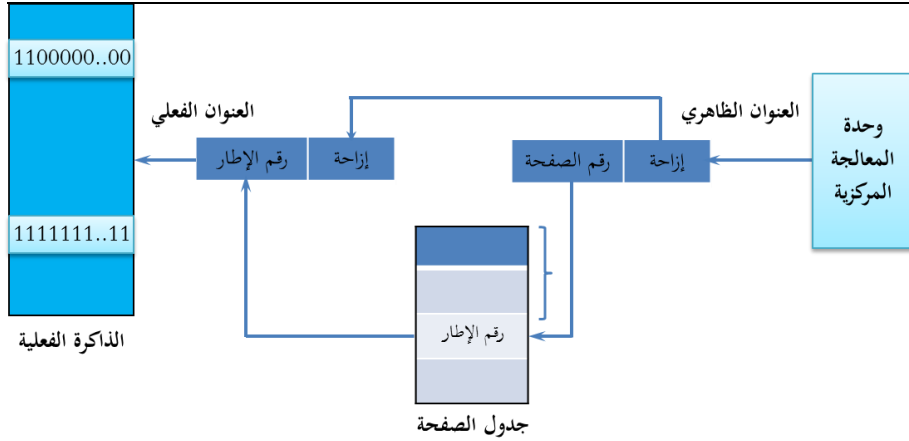 وحدة
المعالجة
المركزية
العنوان الظاهري
إزاحة
رقم الصفحة
العنوان الفعلي
إزاحة
رقم الإطار
1100000..00
1111111..11
الذاكرة الفعلية
رقم الإطار
جدول الصفحة